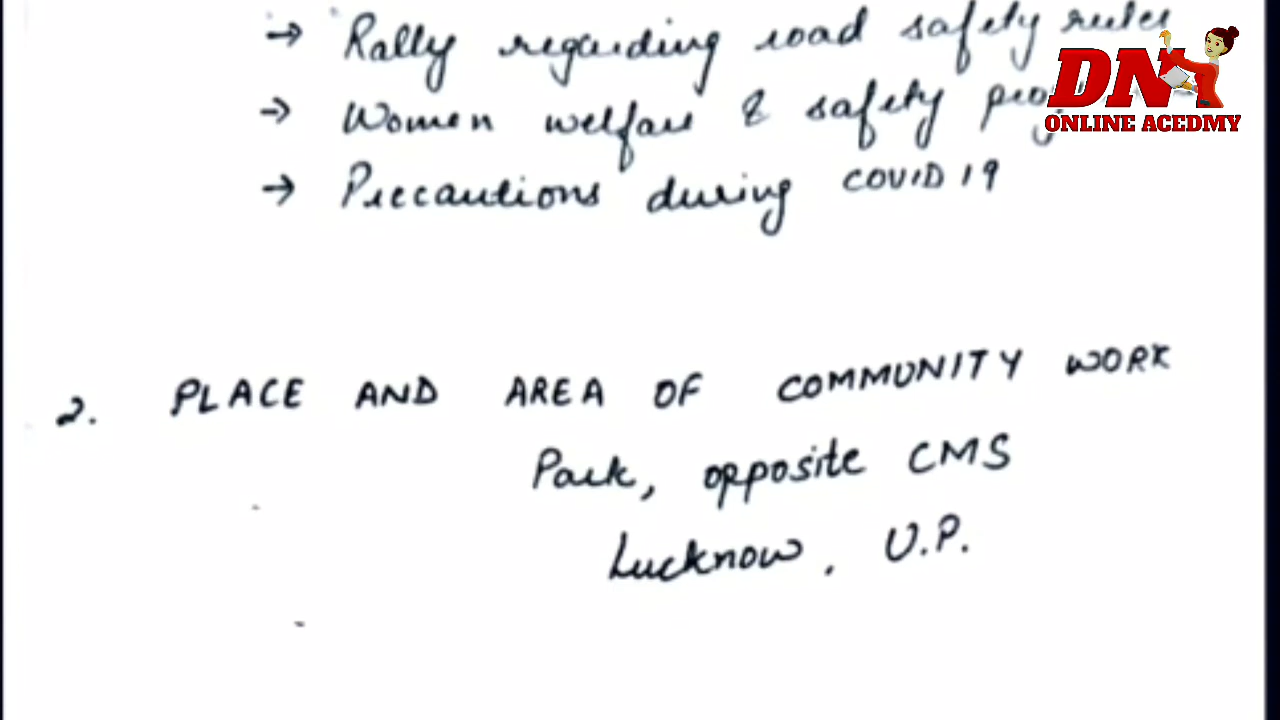 → Rally regarding road safety rules
→ Women welfare & safety
→ Precautions during COVID 19
2. PLACE AND AREA OF COMMUNITY WORK
Park, opposite CMS
Lucknow, U.P.
DN
ONLINE ACEDMY